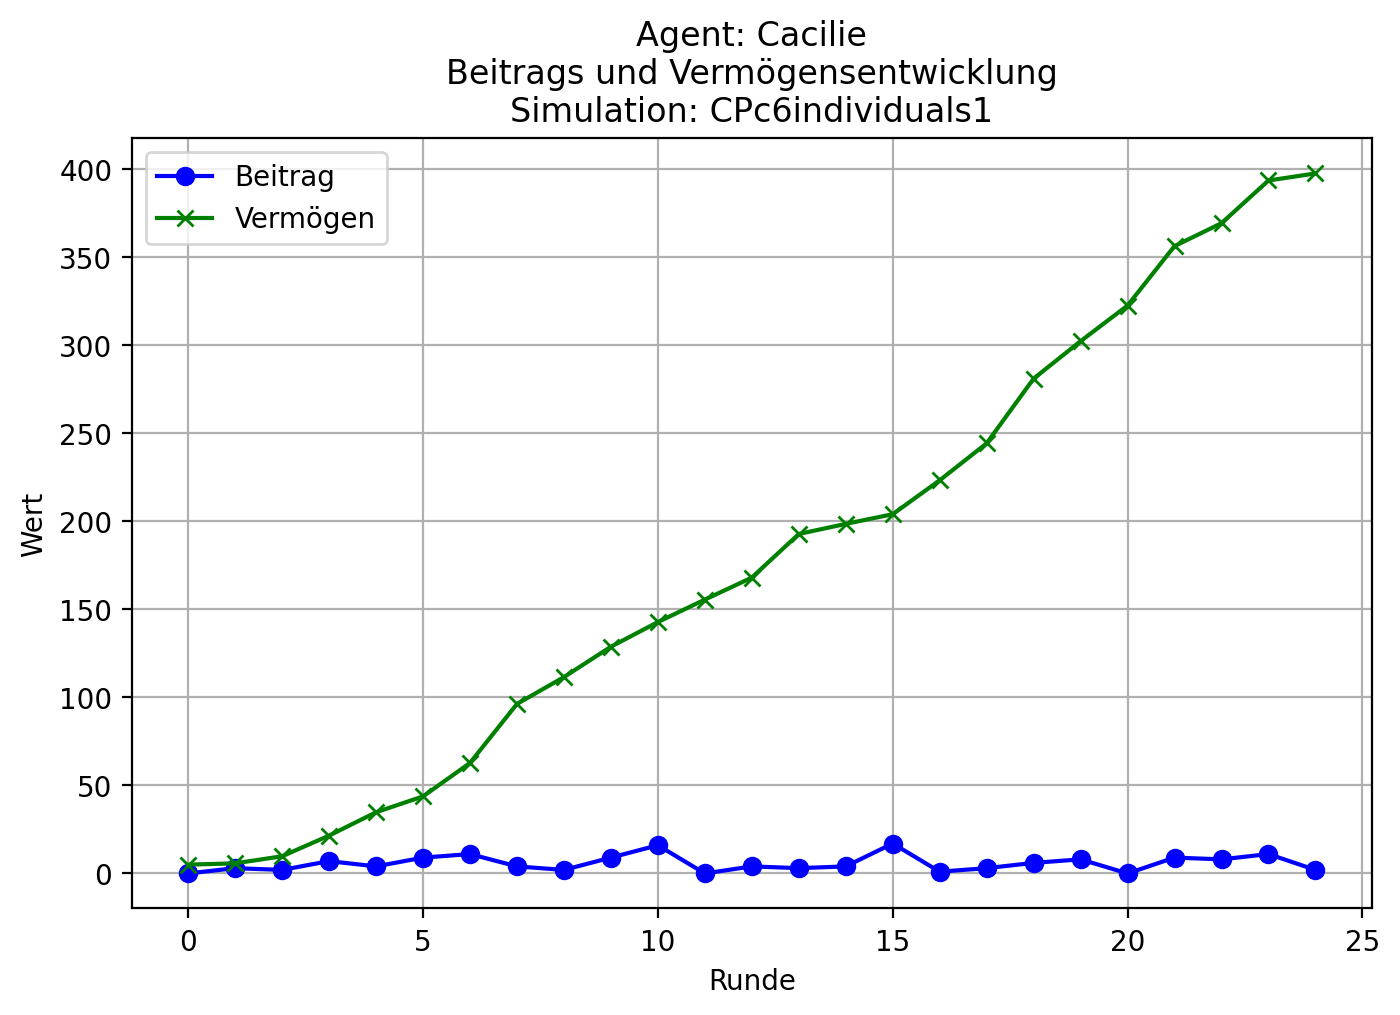 Agent: Cacilie
Beitrags und Vermögensentwicklung
Simulation: CPc6individuals1
Beitrag
Vermögen
400
350
300
250
200
150
100
50
0
Wert
0 5 10 15 20 25
Runde